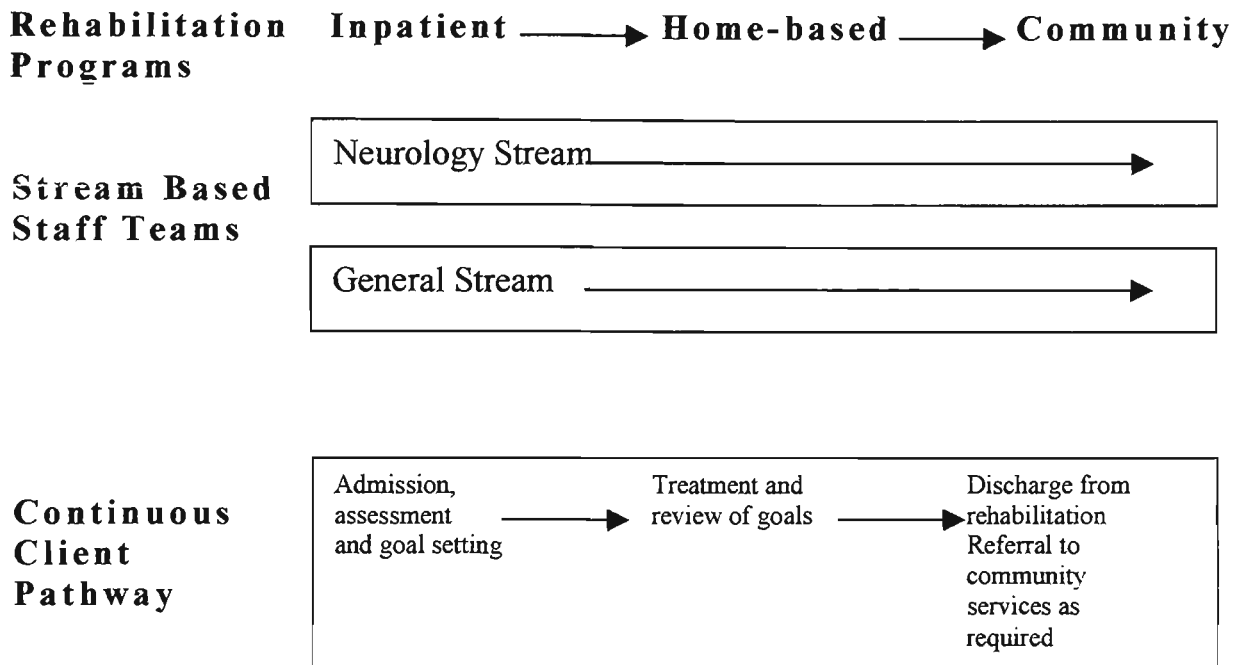 Rehabilitation Programs
Inpatient Home-based Community
Stream Based
Staff Teams
Neurology Stream
General Stream
Continuous
Client
Pathway
Admission,
assessment
and goal setting
Treatment and
review of goals
Discharge from
rehabilitation
Referral to
community
services as
required